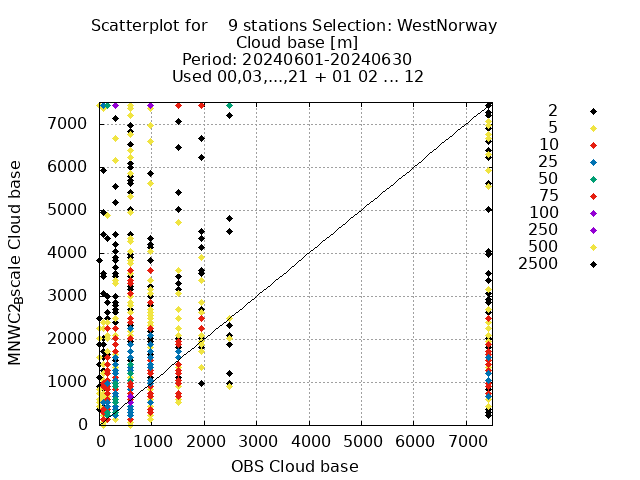 Scatterplot for 9 stations Selection: WestNorway
Cloud base [m]
Period: 20240601-20240630
Used 00,03,...,21 + 01 02 ... 12
MNWC2Bscale Cloud base
7000
6000
5000
4000
3000
2000
1000
0
0 1000 2000 3000 4000 5000 6000 7000
OBS Cloud base
2
5
10
25
50
75
100
250
500
2500